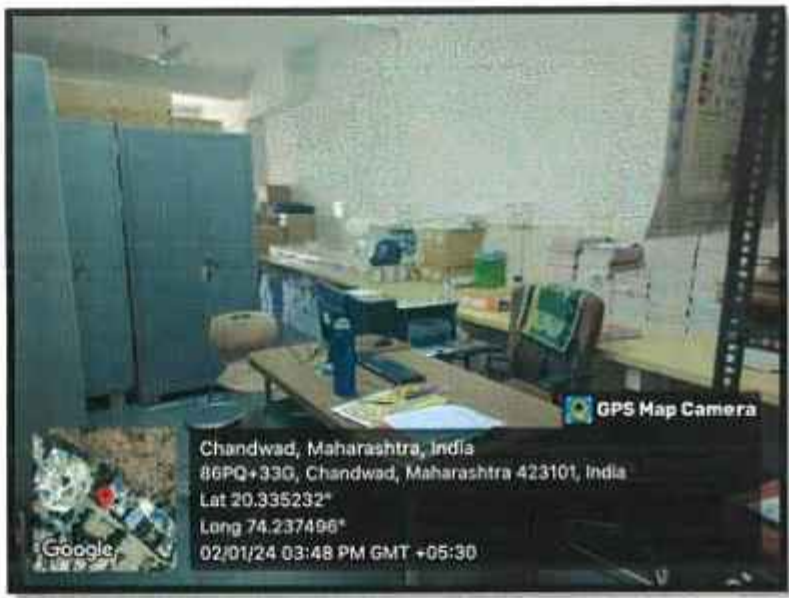 GPS Map Camera
Chandwad, Maharashtra, India
86PQ+33G, Chandwad, Maharashtra 423101, India
Lat 20.335232°
Long 74.237496°
02/01/24 03:48 PM GMT +05:30
Google